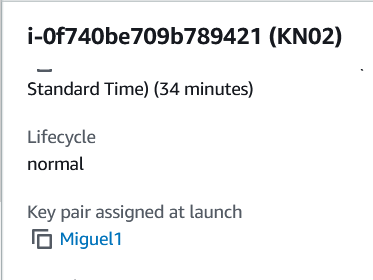 i-0f740be709b789421 (KN02)
Standard Time) (34 minutes)
Lifecycle
normal
Key pair assigned at launch
Miguel1